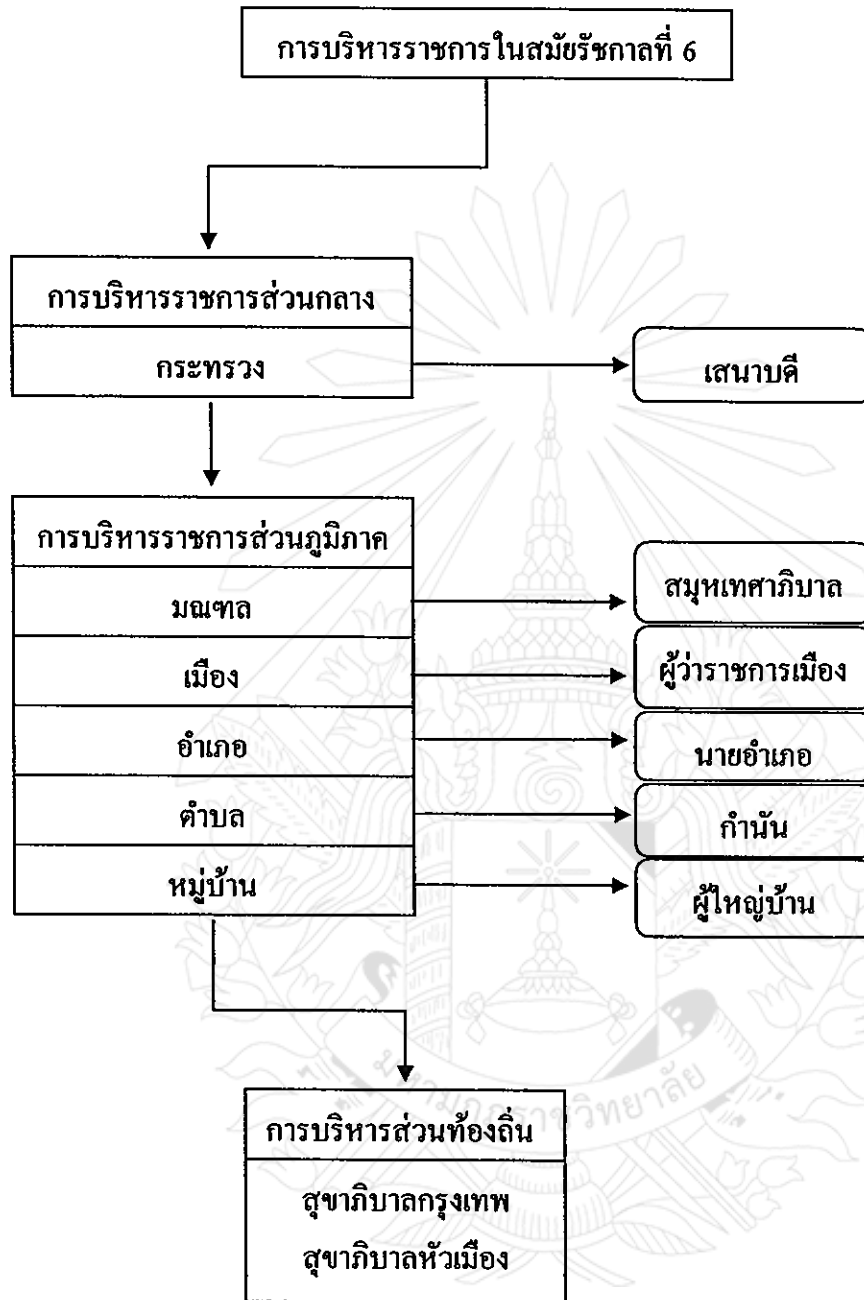 การบริหารราชการในสมัยรัชกาลที่ 6
การบริหารราชการส่วนกลาง
กระทรวง
เสนาบดี
การบริหารราชการส่วนภูมิภาค
มณฑล
สมุหเทศาภิบาล
เมือง
ผู้ว่าราชการเมือง
อำเภอ
นายอำเภอ
ตำบล
กำนัน
หมู่บ้าน
ผู้ใหญ่บ้าน
การบริหารส่วนท้องถิ่น
สุขาภิบาลกรุงเทพ
สุขาภิบาลหัวเมือง